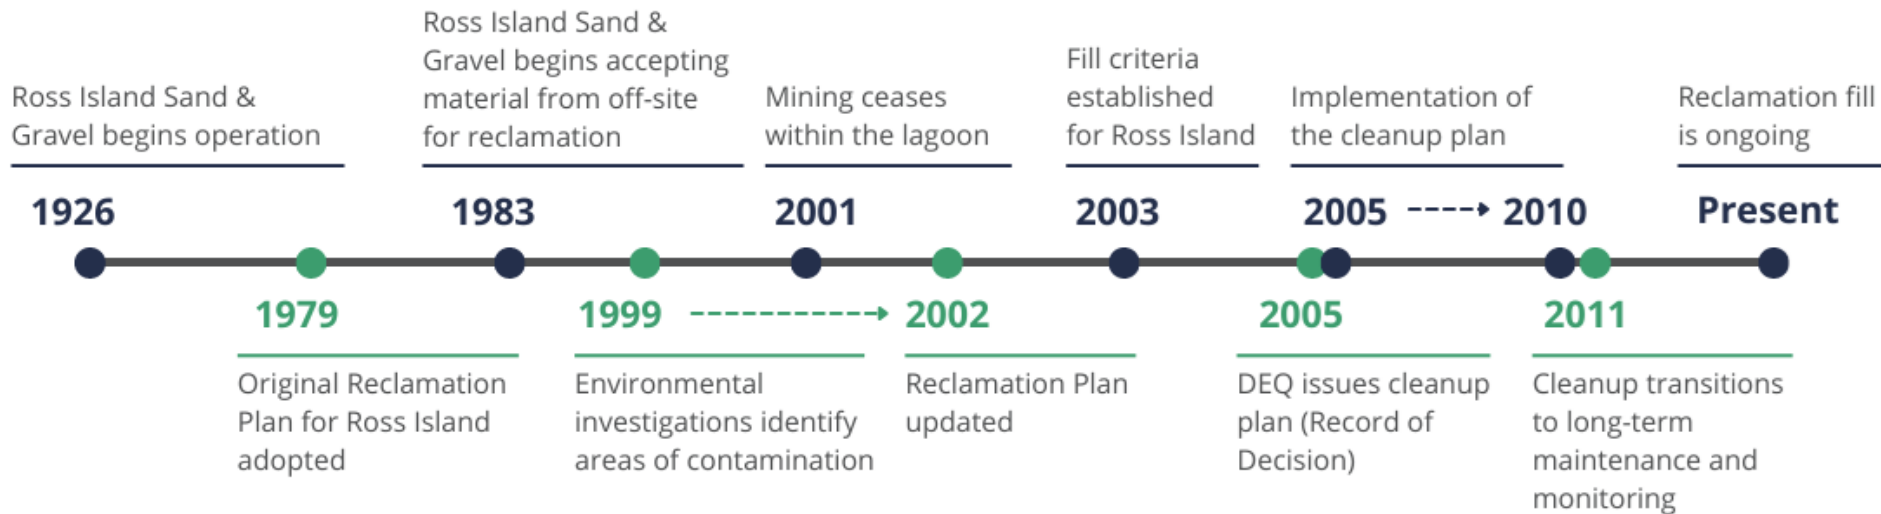 Ross Island Sand &
Gravel begins operation
1926
Original Reclamation
Plan for Ross Island
adopted
1979
Ross Island Sand &
Gravel begins accepting
material from off-site
for reclamation
1983
1999
Environmental
investigations identify
areas of contamination
Mining ceases
within the lagoon
2001
2002
Reclamation Plan
updated
Fill criteria
established
for Ross Island
2003
2005
DEQ issues cleanup
plan (Record of
Decision)
Implementation of
the cleanup plan
2005
2010
2011
Cleanup transitions
to long-term
maintenance and
monitoring
Reclamation fill
is ongoing
Present